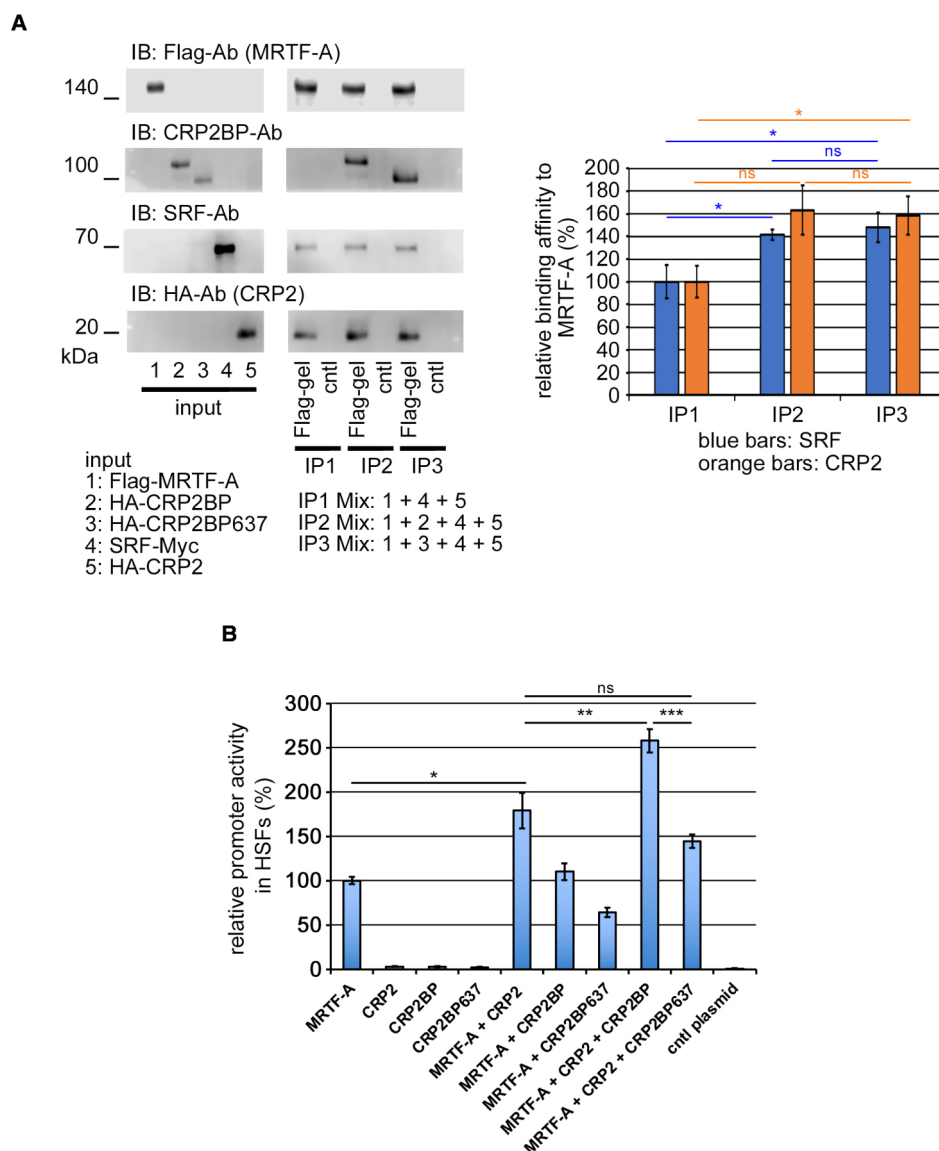 A
IB: Flag-Ab (MRTF-A)
140
IB: CRP2BP-Ab
100
IB: SRF-Ab
70
IB: HA-Ab (CRP2)
20
kDa
1 2 3 4 5
input
Flag-gel
cntl
Flag-gel
cntl
Flag-gel
cntl
IP1 IP2 IP3
input
1: Flag-MRTF-A
2: HA-CRP2BP
3: HA-CRP2BP637
4: SRF-Myc
5: HA-CRP2
IP1 Mix: 1 + 4 + 5
IP2 Mix: 1 + 2 + 4 + 5
IP3 Mix: 1 + 3 + 4 + 5
relative binding affinity to
MRTF-A (%)
*
*
ns
ns
ns
*
200
180
160
140
120
100
80
60
40
20
0
IP1 IP2 IP3
blue bars: SRF
orange bars: CRP2
B
relative promoter activity
in HSFs (%)
ns
** ***
*
300
250
200
150
100
50
0
MRTF-A
CRP2
CRP2BP
CRP2BP637
MRTF-A + CRP2
MRTF-A + CRP2BP
MRTF-A + CRP2BP637
MRTF-A + CRP2 + CRP2BP
MRTF-A + CRP2 + CRP2BP637
cntl plasmid